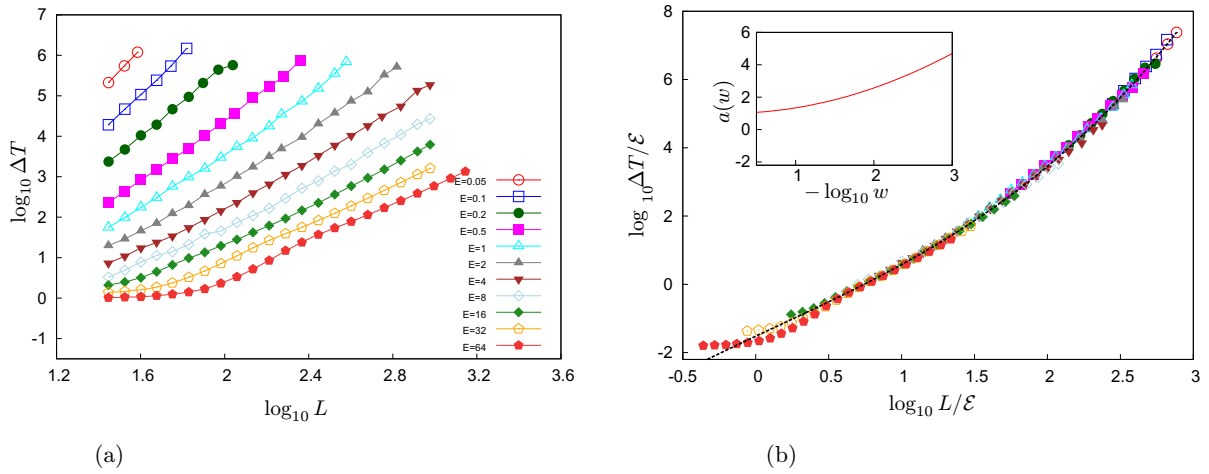 7
6
5
4
3
2
1
0
-1
1.2
1.6
2
2.4
2.8
3.2
3.6
log₁₀ ΔT
log₁₀ L
E=0.05
E=0.1
E=0.2
E=0.5
E=1
E=2
E=4
E=8
E=16
E=32
E=64
(a)
8
6
4
2
0
-2
-0.5
0
0.5
1
1.5
2
2.5
3
log₁₀ΔT/ℰ
log₁₀ L/ℰ
6
4
2
0
-2
1
2
3
a(w)
− log₁₀ w
(b)